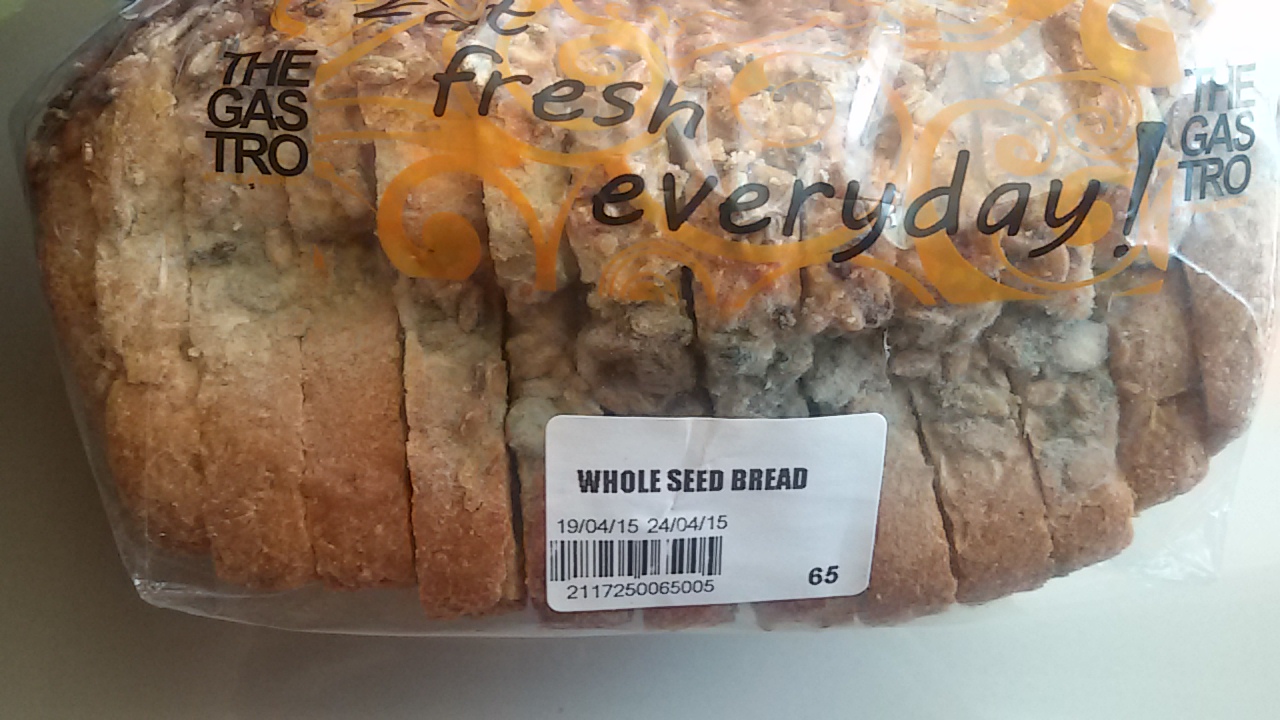 Eat
fresh
everyday!
THE
GAS
TRO
THE
GAS
TRO
WHOLE SEED BREAD
19/04/15 24/04/15
2117250065005
65